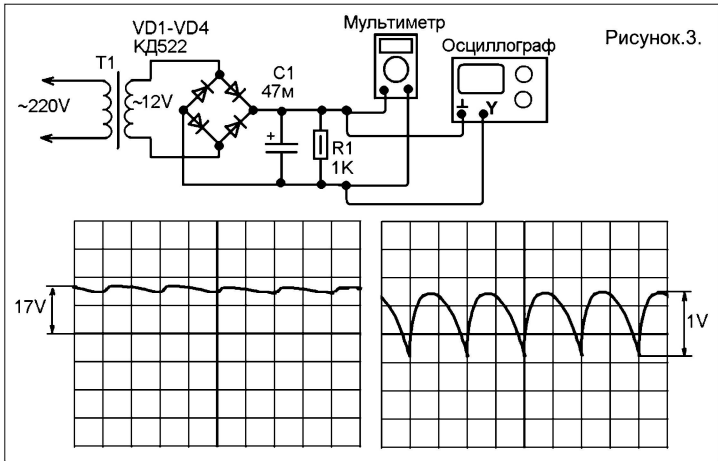 VD1-VD4
КД522
Мультиметр
Осциллограф
Рисунок.3.
T1
C1
47м
~220V
~12V
+
R1
1K
Y
17V
1V